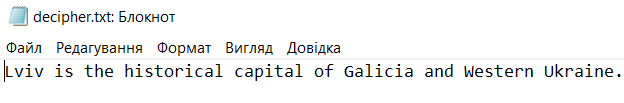 decipher.txt: Блокнот
Файл Редагування Формат Вигляд Довідка
Lviv is the historical capital of Galicia and Western Ukraine.